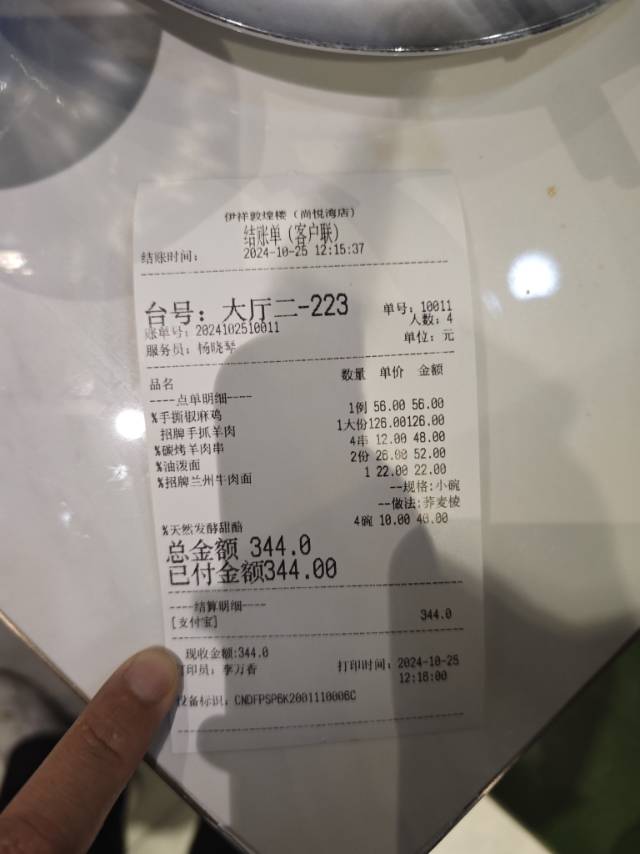 伊祥敦煌楼（尚悦湾店）
结账单（客户联）
结账时间： 2024-10-25 12:15:37
台号：大厅二-223 单号：10011
账单号：2024102510011 人数：4
服务员：杨晓琴 单位：元
品名 数量 单价 金额
----点单明细----
%手撕椒麻鸡 1例 56.00 56.00
招牌手抓羊肉 1大份126.00126.00
%碳烤羊肉串 4串 12.00 48.00
%油泼面 2份 26.00 52.00
%招牌兰州牛肉面 1 22.00 22.00
--规格:小碗
--做法:荞麦棱
%天然发酵甜醅 4碗 10.00 40.00
总金额 344.0
已付金额344.00
----结算明细----
[支付宝] 344.0
现收金额:344.0
印员：李万香 打印时间：2024-10-25
12:16:00
设备标识：CNDFPSP6K2001110006C